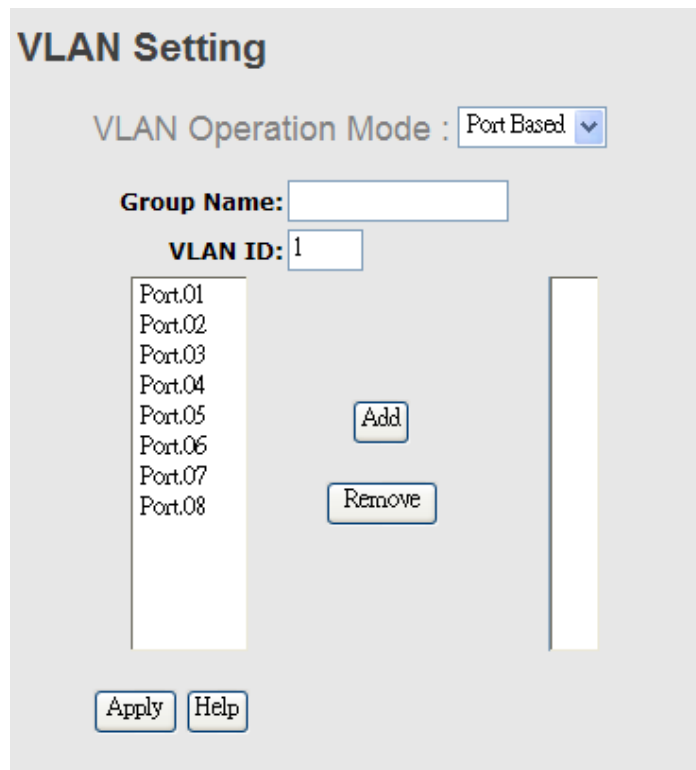 VLAN Setting
VLAN Operation Mode : Port Based
Group Name:
VLAN ID: 1
Port.01
Port.02
Port.03
Port.04
Port.05
Port.06
Port.07
Port.08
Add
Remove
Apply Help